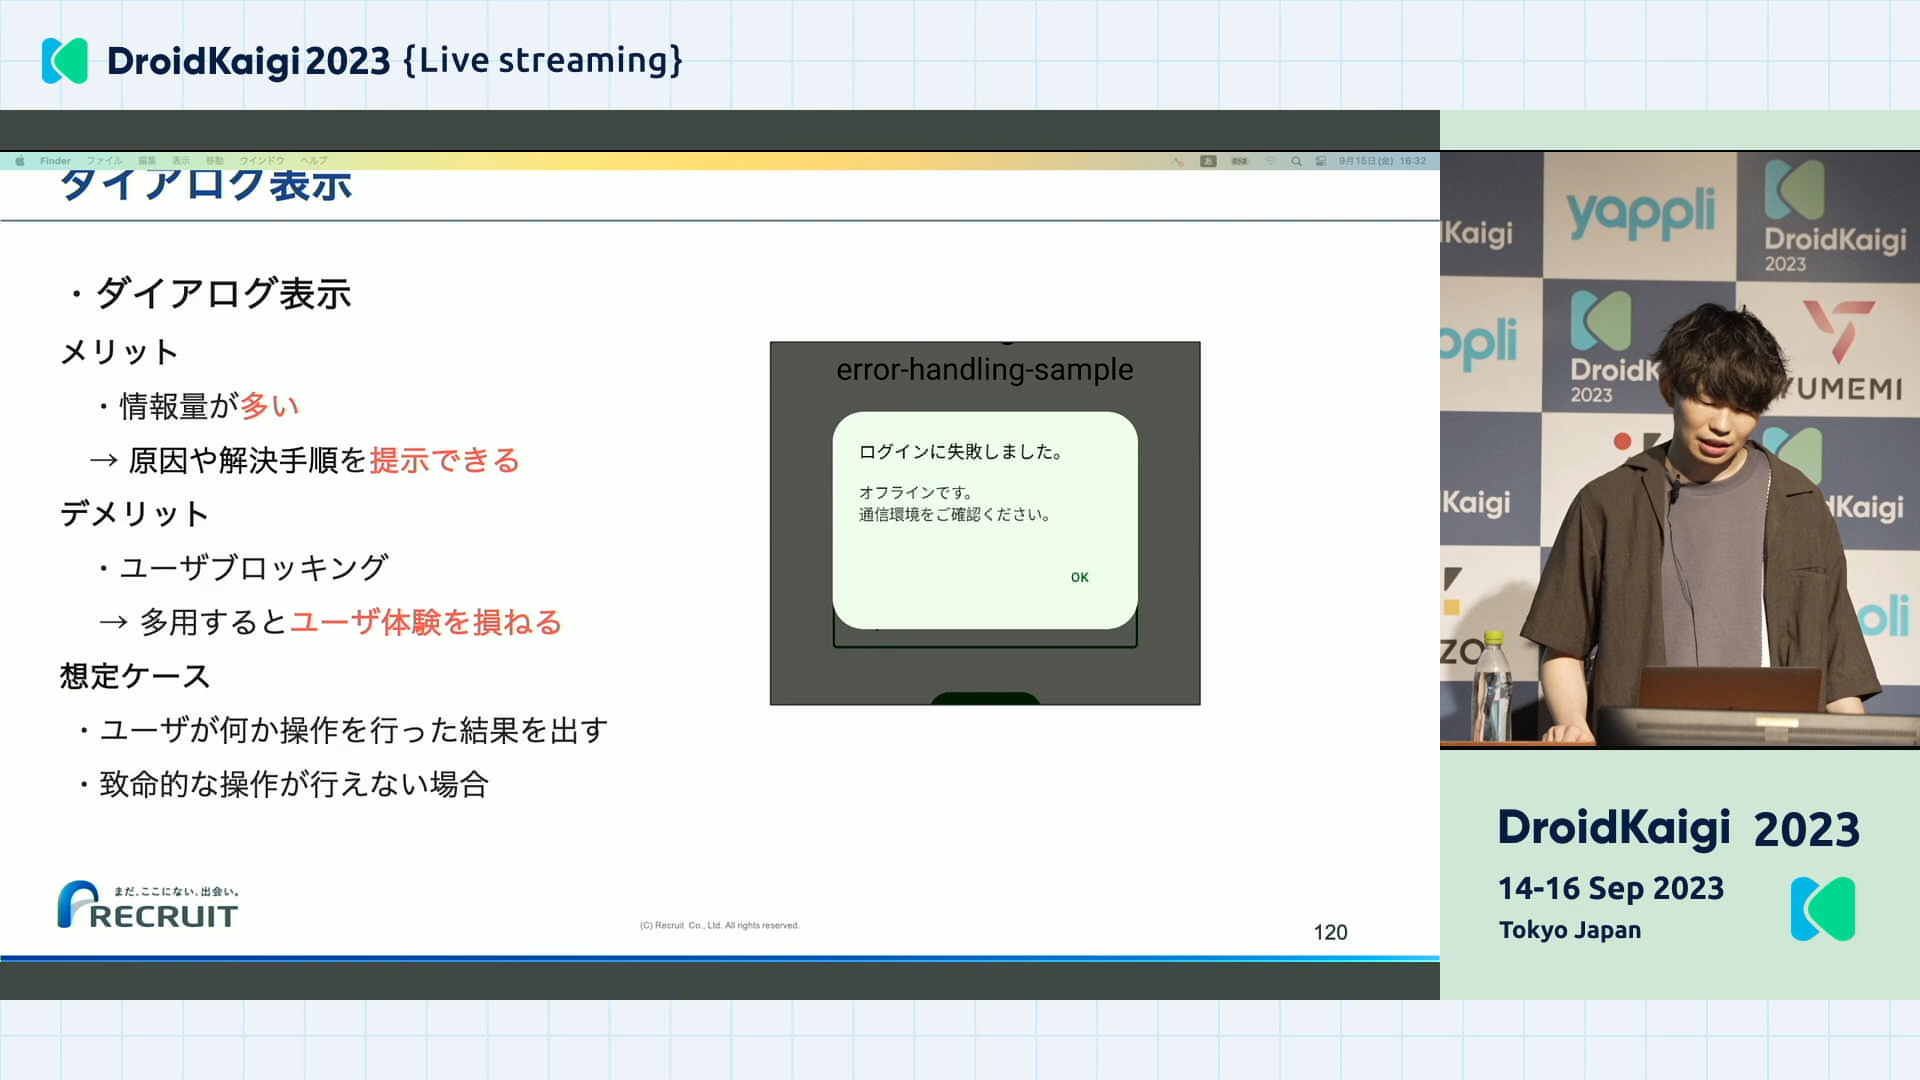 DroidKaigi 2023 {Live streaming}
Finder ファイル 編集 表示 移動 ウインドウ ヘルプ
あ
9月15日(金) 16:32
ダイアログ表示
・ダイアログ表示
メリット
・情報量が多い
→ 原因や解決手順を提示できる
デメリット
・ユーザブロッキング
→ 多用するとユーザ体験を損ねる
想定ケース
・ユーザが何か操作を行った結果を出す
・致命的な操作が行えない場合
error-handling-sample
ログインに失敗しました。
オフラインです。
通信環境をご確認ください。
OK
まだ、ここにない、出会い。
RECRUIT
(C) Recruit Co., Ltd. All rights reserved.
120
Kaigi
yappli
DroidKaigi
2023
ppli
DroidK
2023
YUMEMI
Kaigi
dKaigi
ZO
oli
DroidKaigi 2023
14-16 Sep 2023
Tokyo Japan